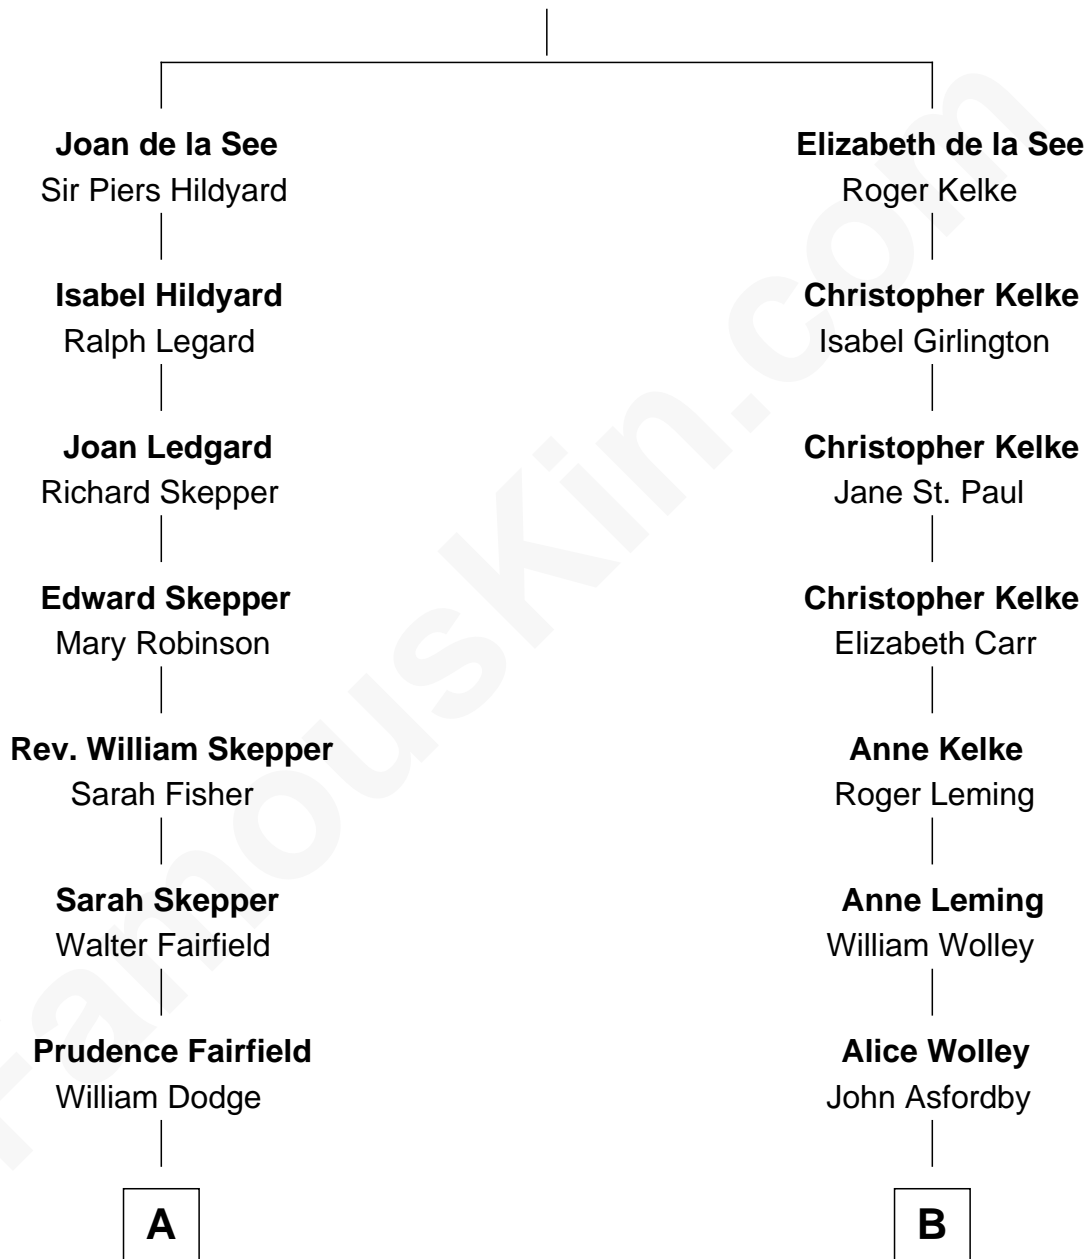 Joan de la See
Sir Piers Hildyard
Isabel Hildyard
Ralph Legard
Joan Ledgard
Richard Skepper
Edward Skepper
Mary Robinson
Rev. William Skepper
Sarah Fisher
Sarah Skepper
Walter Fairfield
Prudence Fairfield
William Dodge
A
Elizabeth de la See
Roger Kelke
Christopher Kelke
Isabel Girlington
Christopher Kelke
Jane St. Paul
Christopher Kelke
Elizabeth Carr
Anne Kelke
Roger Leming
Anne Leming
William Wolley
Alice Wolley
John Asfordby
B
FamousKin.com